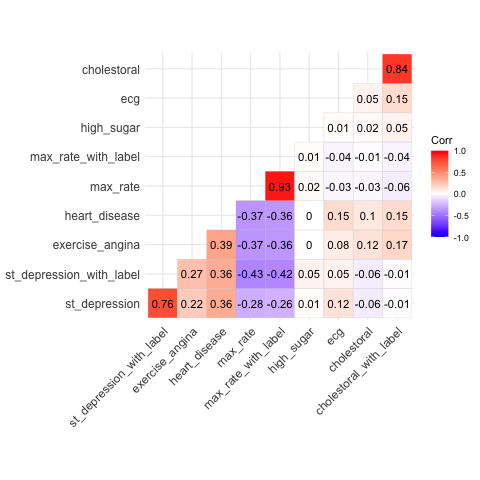 cholestoral
0.84
ecg
0.05 0.15
high_sugar
0.01 0.02 0.05
max_rate_with_label
0.01 -0.04 -0.01 -0.04
max_rate
0.93 0.02 -0.03 -0.03 -0.06
heart_disease
-0.37 -0.36 0 0.15 0.1 0.15
exercise_angina
0.39 -0.37 -0.36 0 0.08 0.12 0.17
st_depression_with_label
0.27 0.36 -0.43 -0.42 0.05 0.05 -0.06 -0.01
st_depression
0.76 0.22 0.36 -0.28 -0.26 0.01 0.12 -0.06 -0.01
st_depression_with_label
exercise_angina
heart_disease
max_rate
max_rate_with_label
high_sugar
ecg
cholestoral
cholestoral_with_label
Corr
1.0
0.5
0.0
-0.5
-1.0